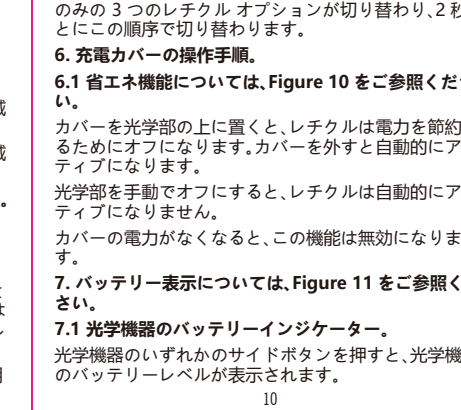 のみの 3 つのレチクル オプションが切り替わり、2 秒
とにこの順序で切り替わります。
6. 充電カバーの操作手順。
6.1 省エネ機能については、Figure 10 をご参照くだ
い。
カバーを光学部の上に置くと、レチクルは電力を節約
るためにオフになります。カバーを外すと自動的にア
ティブになります。
光学部を手動でオフにすると、レチクルは自動的にア
ティブになりません。
カバーの電力がなくなると、この機能は無効になりま
す。
7. バッテリー表示については、Figure 11 をご参照く
さい。
7.1 光学機器のバッテリーインジケーター。
光学機器のいずれかのサイドボタンを押すと、光学機
のバッテリーレベルが表示されます。
10